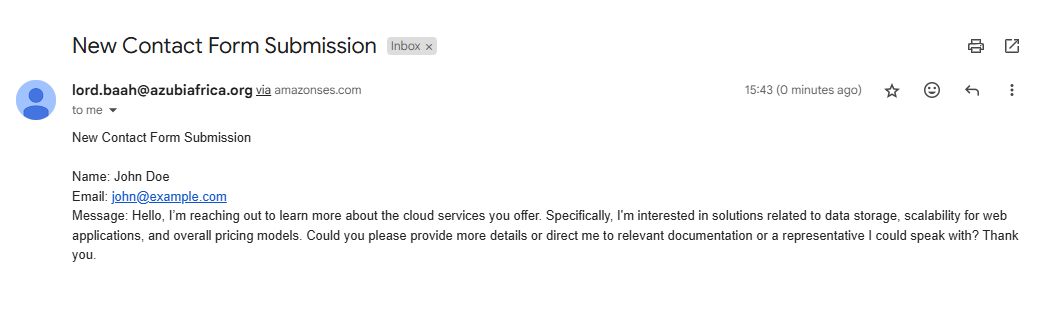 New Contact Form Submission Inbox ×
lord.baah@azubiafrica.org via amazonses.com 15:43 (0 minutes ago)
to me
New Contact Form Submission
Name: John Doe
Email: john@example.com
Message: Hello, I’m reaching out to learn more about the cloud services you offer. Specifically, I'm interested in solutions related to data storage, scalability for web
applications, and overall pricing models. Could you please provide more details or direct me to relevant documentation or a representative I could speak with? Thank
you.